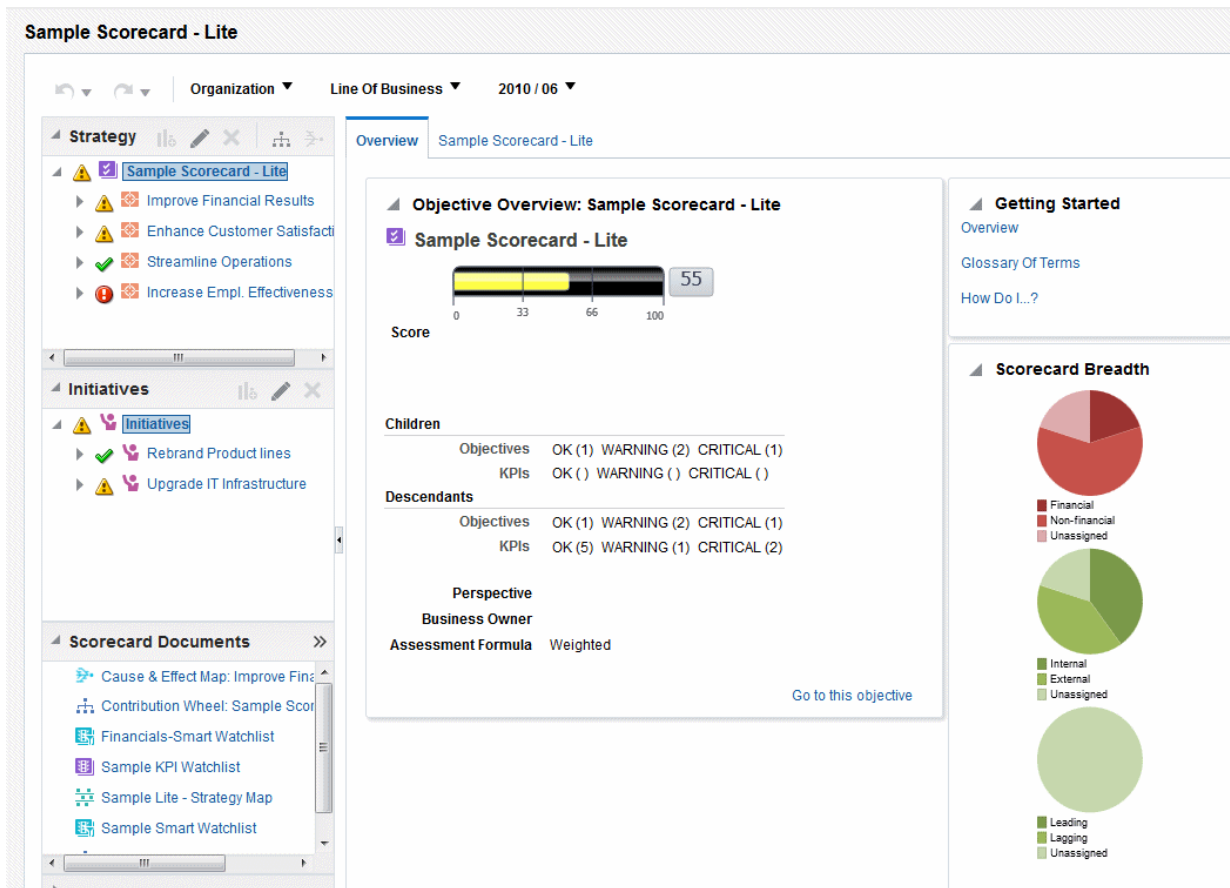 Sample Scorecard - Lite
Organization
Line Of Business
2010 / 06
Strategy
Sample Scorecard - Lite
Improve Financial Results
Enhance Customer Satisfacti
Streamline Operations
Increase Empl. Effectiveness
Initiatives
Initiatives
Rebrand Product lines
Upgrade IT Infrastructure
Scorecard Documents
Cause & Effect Map: Improve Fina
Contribution Wheel: Sample Scor
Financials-Smart Watchlist
Sample KPI Watchlist
Sample Lite - Strategy Map
Sample Smart Watchlist
Overview
Sample Scorecard - Lite
Objective Overview: Sample Scorecard - Lite
Sample Scorecard - Lite
55
0 33 66 100
Score
Children
Objectives OK (1) WARNING (2) CRITICAL (1)
KPIs OK ( ) WARNING ( ) CRITICAL ( )
Descendants
Objectives OK (1) WARNING (2) CRITICAL (1)
KPIs OK (5) WARNING (1) CRITICAL (2)
Perspective
Business Owner
Assessment Formula Weighted
Go to this objective
Getting Started
Overview
Glossary Of Terms
How Do I...?
Scorecard Breadth
Financial
Non-financial
Unassigned
Internal
External
Unassigned
Leading
Lagging
Unassigned